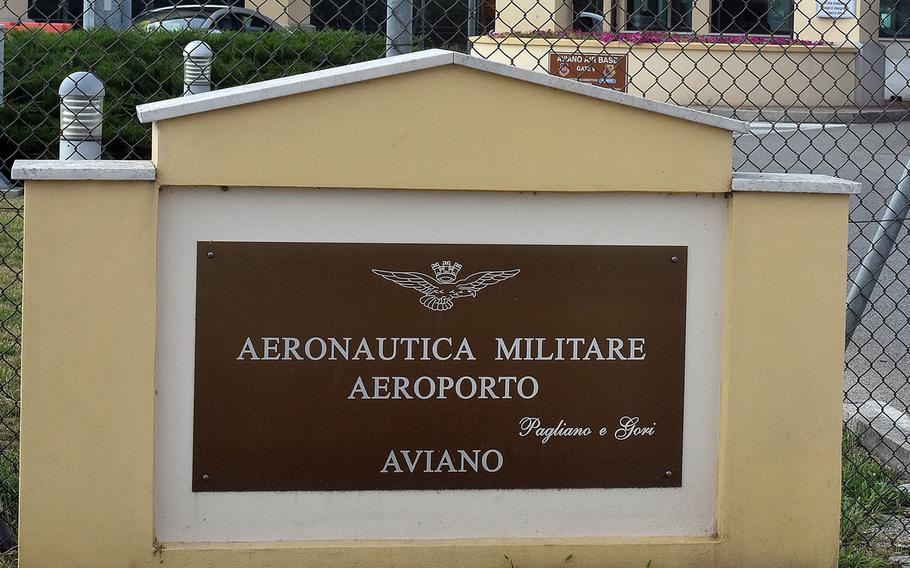 AVIANO AIR BASE
AERONAUTICA MILITARE
AEROPORTO
Pagliano e Gori
AVIANO